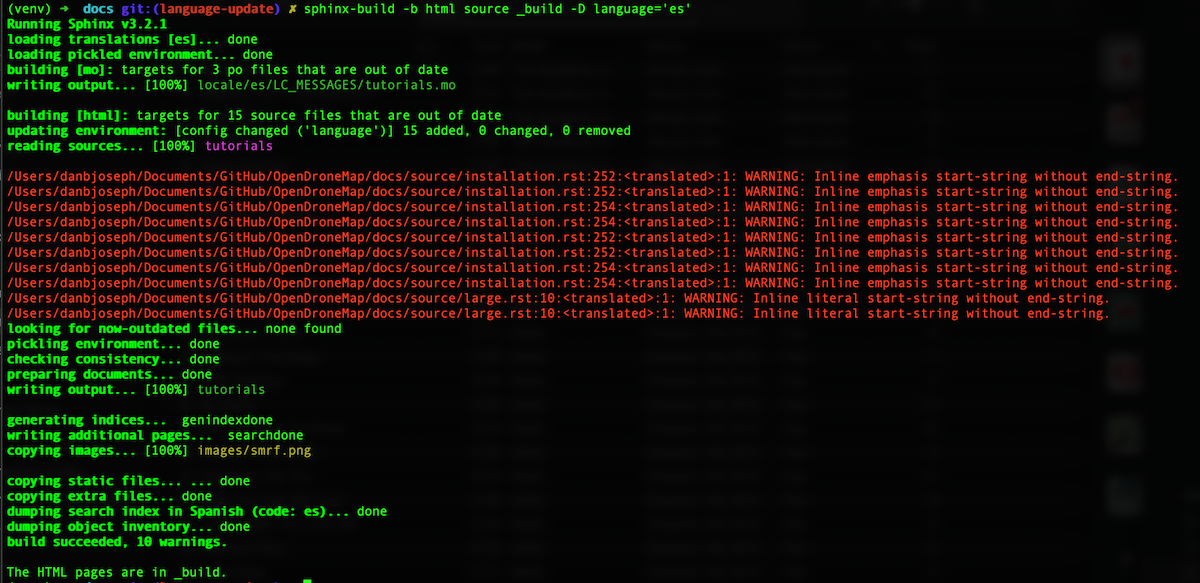 (venv) → docs git:(language-update) ✗ sphinx-build -b html source _build -D language='es'
Running Sphinx v3.2.1
loading translations [es]... done
loading pickled environment... done
building [mo]: targets for 3 po files that are out of date
writing output... [100%] locale/es/LC_MESSAGES/tutorials.mo
building [html]: targets for 15 source files that are out of date
updating environment: [config changed ('language')] 15 added, 0 changed, 0 removed
reading sources... [100%] tutorials
/Users/danbjoseph/Documents/GitHub/OpenDroneMap/docs/source/installation.rst:252:<translated>:1: WARNING: Inline emphasis start-string without end-string.
/Users/danbjoseph/Documents/GitHub/OpenDroneMap/docs/source/installation.rst:252:<translated>:1: WARNING: Inline emphasis start-string without end-string.
/Users/danbjoseph/Documents/GitHub/OpenDroneMap/docs/source/installation.rst:254:<translated>:1: WARNING: Inline emphasis start-string without end-string.
/Users/danbjoseph/Documents/GitHub/OpenDroneMap/docs/source/installation.rst:254:<translated>:1: WARNING: Inline emphasis start-string without end-string.
/Users/danbjoseph/Documents/GitHub/OpenDroneMap/docs/source/installation.rst:252:<translated>:1: WARNING: Inline emphasis start-string without end-string.
/Users/danbjoseph/Documents/GitHub/OpenDroneMap/docs/source/installation.rst:252:<translated>:1: WARNING: Inline emphasis start-string without end-string.
/Users/danbjoseph/Documents/GitHub/OpenDroneMap/docs/source/installation.rst:254:<translated>:1: WARNING: Inline emphasis start-string without end-string.
/Users/danbjoseph/Documents/GitHub/OpenDroneMap/docs/source/installation.rst:254:<translated>:1: WARNING: Inline emphasis start-string without end-string.
/Users/danbjoseph/Documents/GitHub/OpenDroneMap/docs/source/large.rst:10:<translated>:1: WARNING: Inline literal start-string without end-string.
/Users/danbjoseph/Documents/GitHub/OpenDroneMap/docs/source/large.rst:10:<translated>:1: WARNING: Inline literal start-string without end-string.
looking for now-outdated files... none found
pickling environment... done
checking consistency... done
preparing documents... done
writing output... [100%] tutorials
generating indices...  genindexdone
writing additional pages...  searchdone
copying images... [100%] images/smrf.png
copying static files... ... done
copying extra files... done
dumping search index in Spanish (code: es)... done
dumping object inventory... done
build succeeded, 10 warnings.
The HTML pages are in _build.